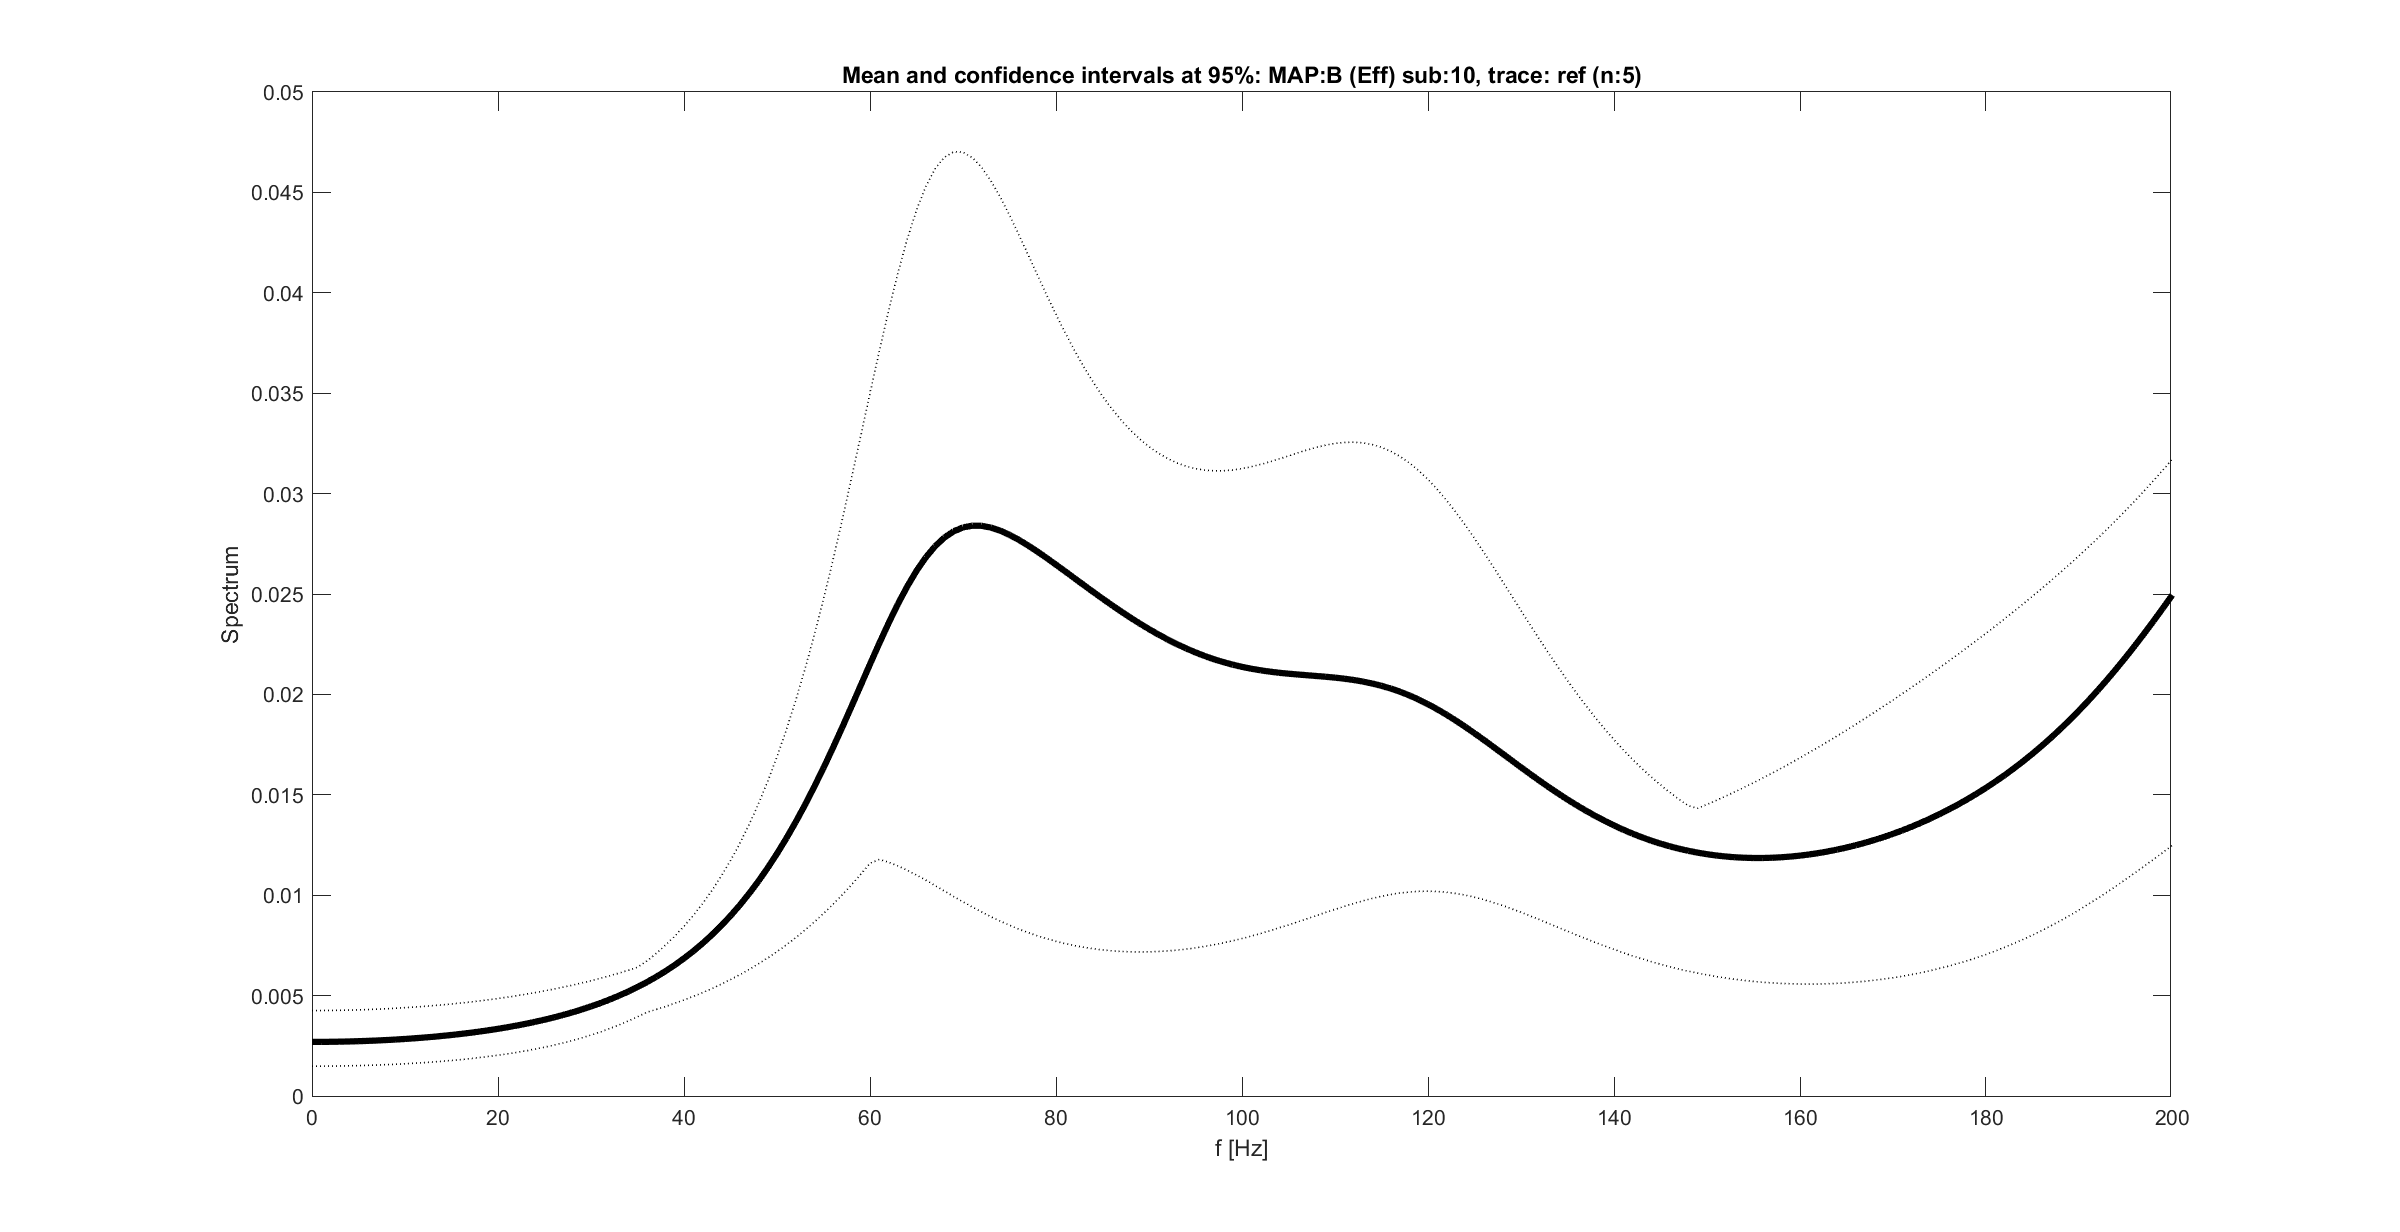 Mean and confidence intervals at 95%: MAP:B (Eff) sub:10, trace: ref (n:5)
0.05
0.045
0.04
0.035
0.03
0.025
0.02
0.015
0.01
0.005
0
Spectrum
0 20 40 60 80 100 120 140 160 180 200
f [Hz]